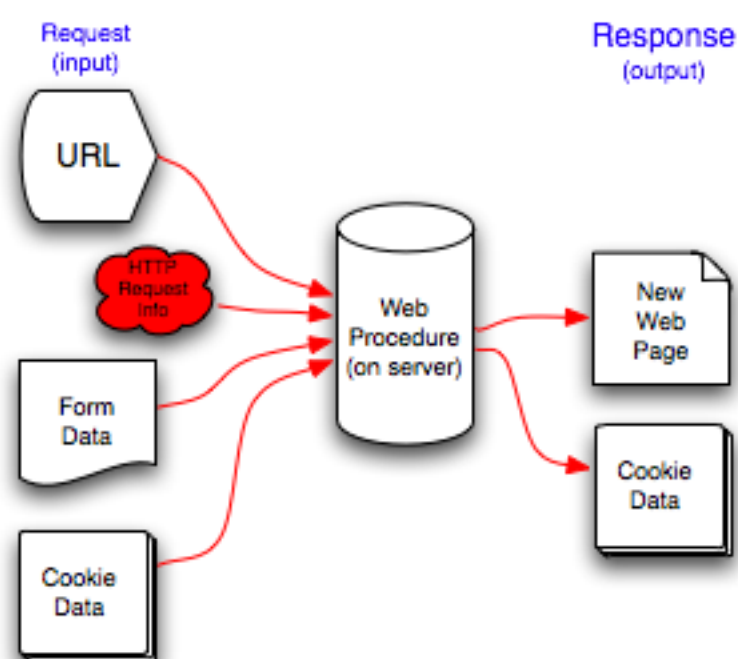 Request
(input)
Response
(output)
URL
HTTP
Request
Info
Form
Data
Cookie
Data
Web
Procedure
(on server)
New
Web
Page
Cookie
Data